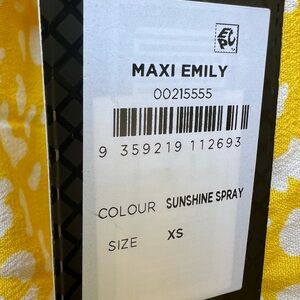 MAXI EMILY
00215555
9 359219 112693
COLOUR SUNSHINE SPRAY
SIZE XS